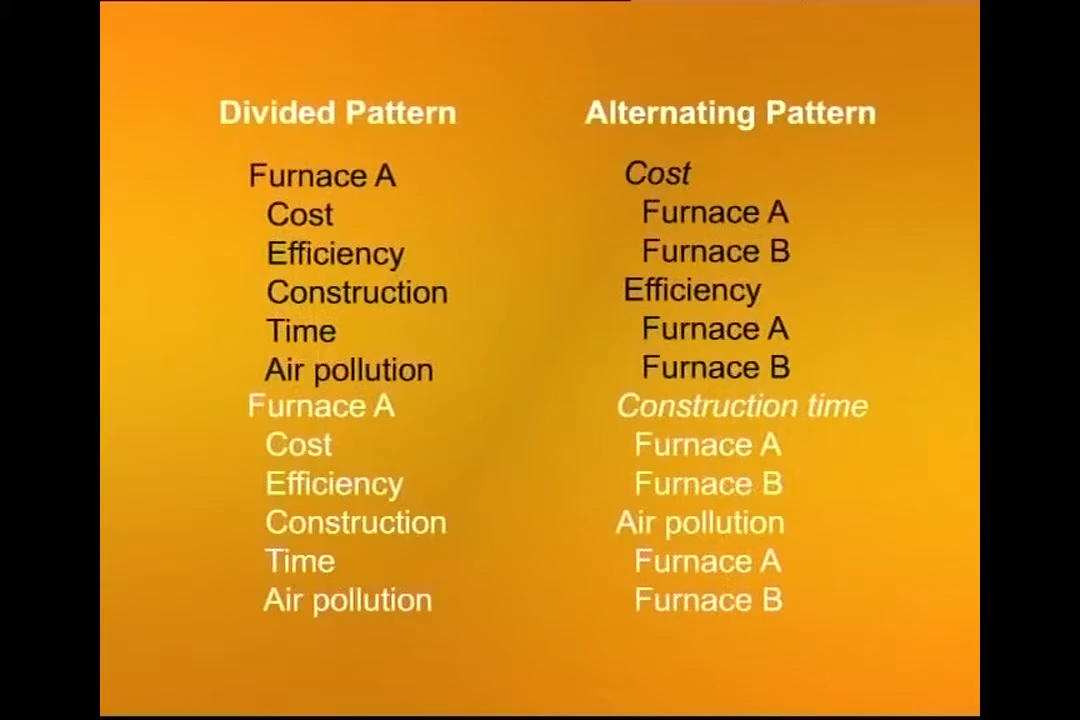 Divided Pattern
Furnace A
Cost
Efficiency
Construction
Time
Air pollution
Furnace A
Cost
Efficiency
Construction
Time
Air pollution
Alternating Pattern
Cost
Furnace A
Furnace B
Efficiency
Furnace A
Furnace B
Construction time
Furnace A
Furnace B
Air pollution
Furnace A
Furnace B